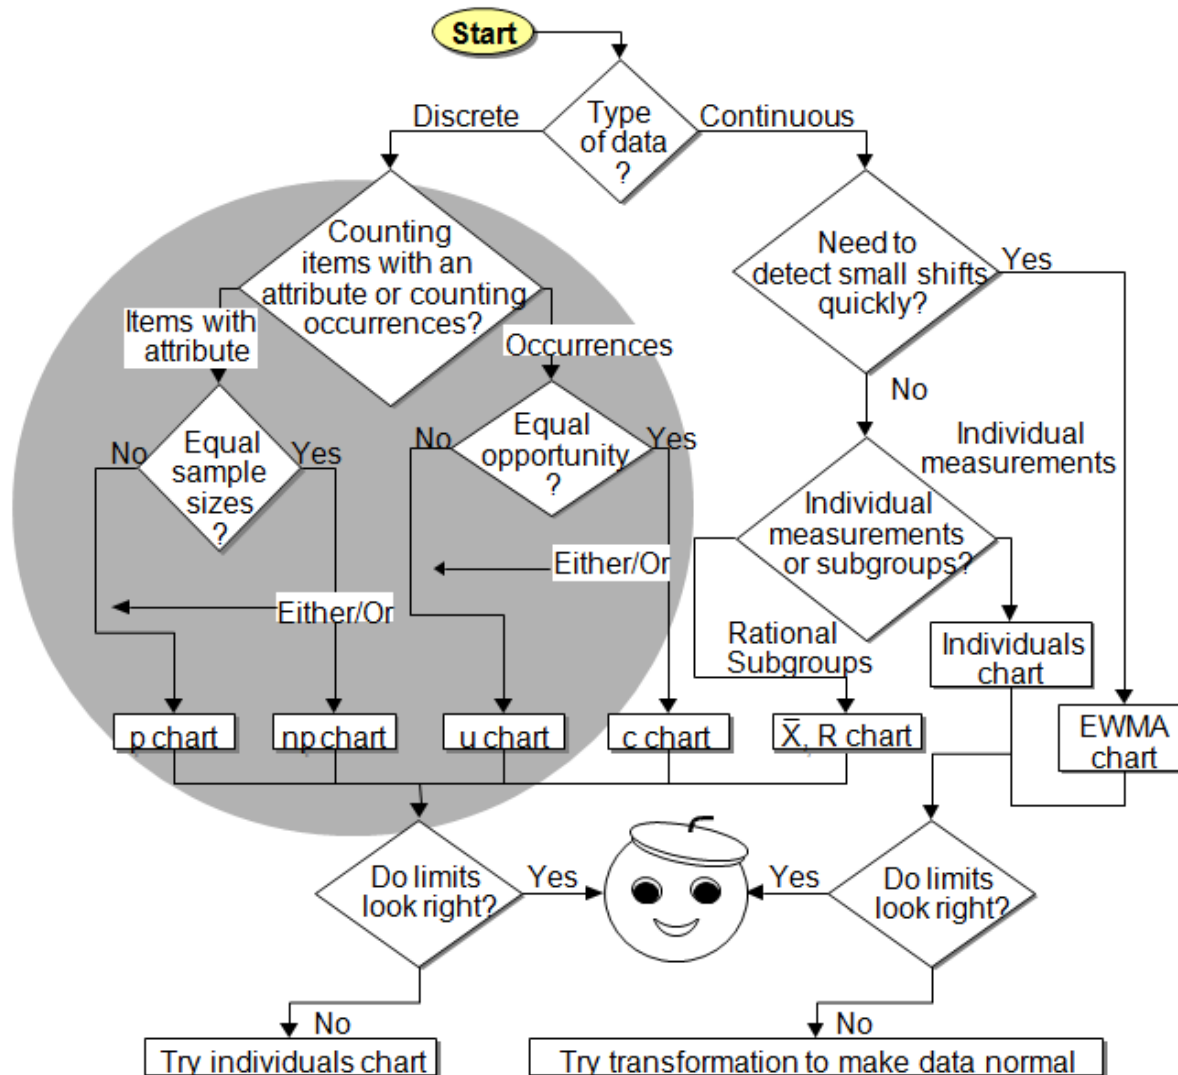 Start
Type
of data
?
Discrete
Continuous
Counting
items with an
attribute or counting
occurrences?
Need to
detect small shifts
quickly?
Yes
Items with
attribute
Occurrences
No
Equal
sample
sizes
?
No
Yes
Equal
opportunity
?
No
Yes
Individual
measurements
Individual
measurements
or subgroups?
Either/Or
Either/Or
Rational
Subgroups
Individuals
chart
p chart
np chart
u chart
c chart
X̅, R chart
EWMA
chart
Do limits
look right?
Yes
Yes
Do limits
look right?
No
No
Try individuals chart
Try transformation to make data normal